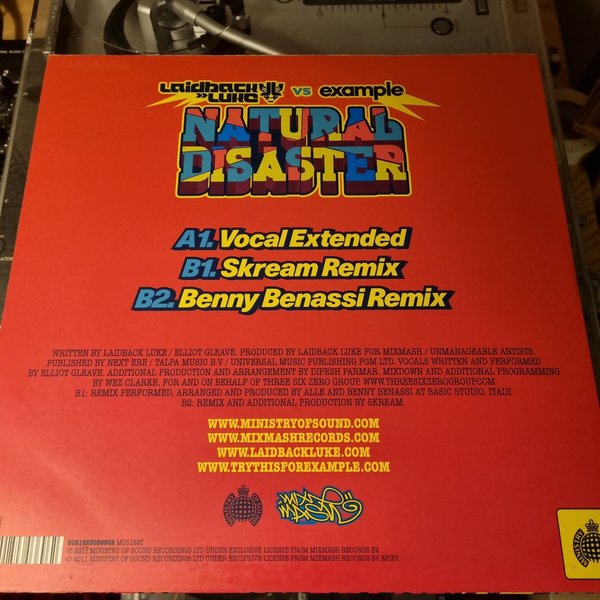 Laidback Luke vs example
NATURAL
DISASTER
A1. Vocal Extended
B1. Skream Remix
B2. Benny Benassi Remix
WRITTEN BY LAIDBACK LUKE / ELLIOT GLEAVE. PRODUCED BY LAIDBACK LUKE FOR MIXMASH / UNMANAGEABLE ARTISTS.
PUBLISHED BY NEXT ERE / TALPA MUSIC B.V / UNIVERSAL MUSIC PUBLISHING PGM LTD. VOCALS WRITTEN AND PERFORMED
BY ELLIOT GLEAVE. ADDITIONAL PRODUCTION AND ARRANGEMENT BY DIPESH PARMAR. MIXDOWN AND ADDITIONAL PROGRAMMING
BY WEZ CLARKE, FOR AND ON BEHALF OF THREE SIX ZERO GROUP. WWW.THREESIXZEROGROUP.COM.
B1: REMIX PERFORMED, ARRANGED AND PRODUCED BY ALLE AND BENNY BENASSI AT BASIC STUDIO, ITALY.
B2: REMIX AND ADDITIONAL PRODUCTION BY SKREAM.
WWW.MINISTRYOFSOUND.COM
WWW.MIXMASHRECORDS.COM
WWW.LAIDBACKLUKE.COM
WWW.TRYTHISFOREXAMPLE.COM
MOS189T
℗ 2011 MINISTRY OF SOUND RECORDINGS LTD UNDER EXCLUSIVE LICENSE FROM MIXMASH RECORDS BV.
© 2011 MINISTRY OF SOUND RECORDINGS LTD UNDER EXCLUSIVE LICENSE FROM MIXMASH RECORDS BV. MCPS.